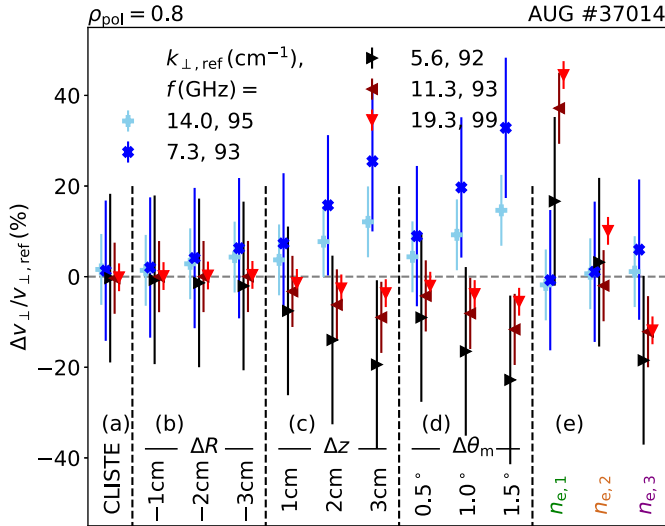 ρpol = 0.8 AUG #37014
k⊥,ref (cm⁻¹),
f(GHz) =
14.0, 95
7.3, 93
5.6, 92
11.3, 93
19.3, 99
Δv⊥/v⊥,ref (%)
40
20
0
−20
−40
(a) (b) (c) (d) (e)
ΔR Δz Δθm
CLISTE −1cm −2cm −3cm 1cm 2cm 3cm 0.5° 1.0° 1.5° ne,1 ne,2 ne,3